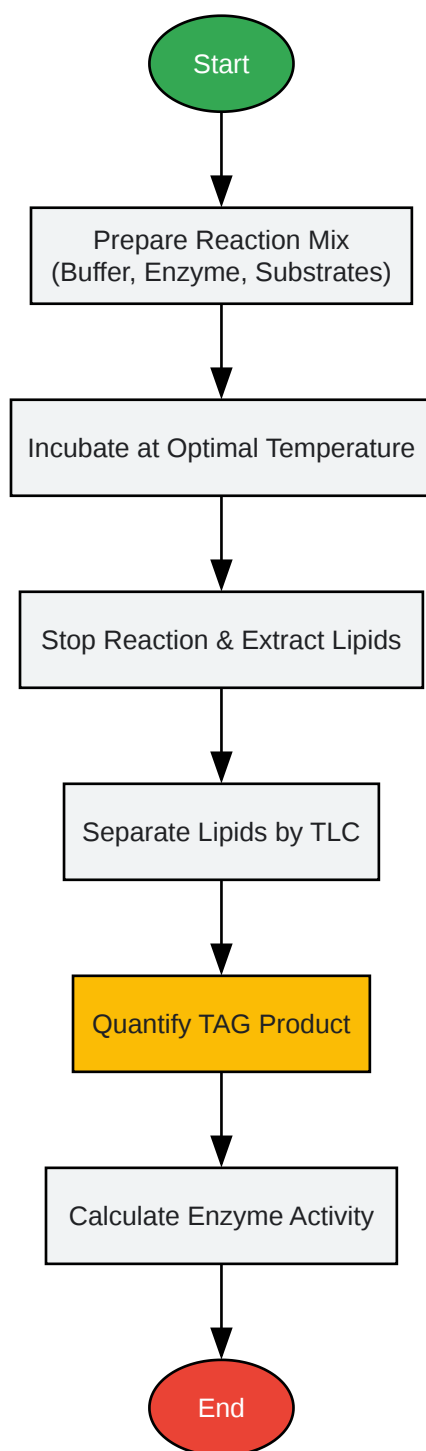 Start
Prepare Reaction Mix
(Buffer, Enzyme, Substrates)
Incubate at Optimal Temperature
Stop Reaction & Extract Lipids
Separate Lipids by TLC
Quantify TAG Product
Calculate Enzyme Activity
End